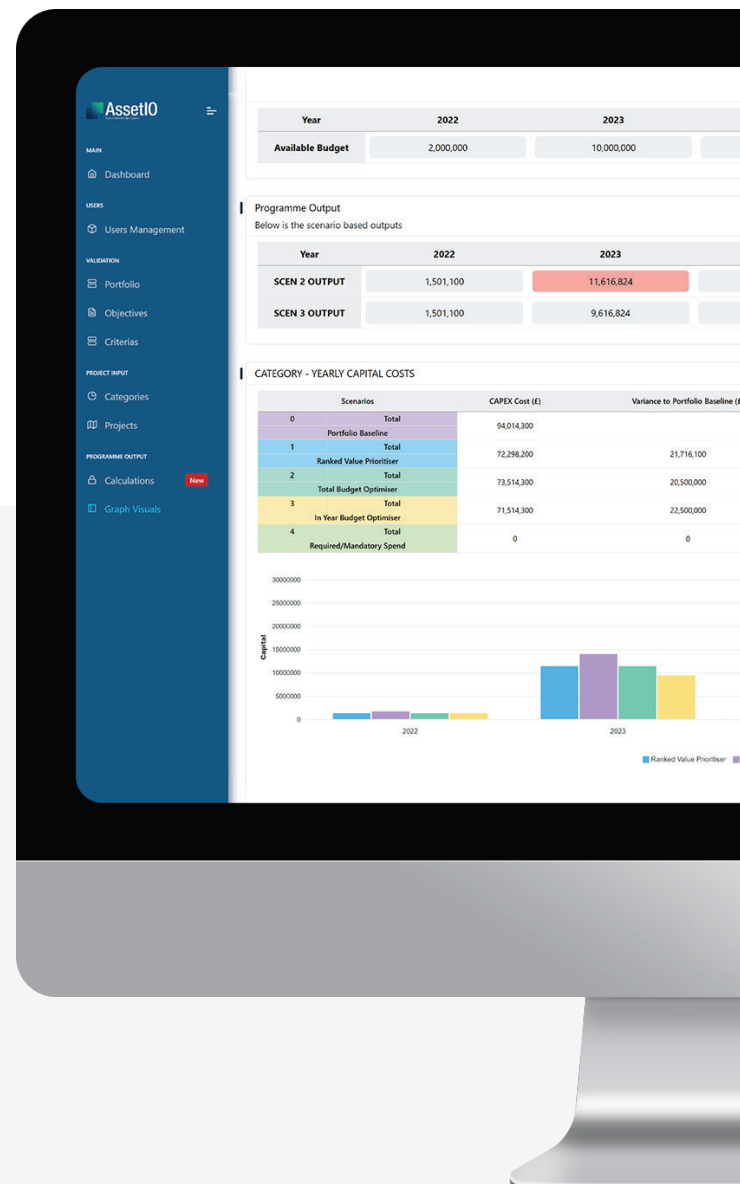 AssetIO
MAIN
Dashboard
USERS
Users Management
VALIDATION
Portfolio
Objectives
Criterias
PROJECT INPUT
Categories
Projects
PROGRAMME OUTPUT
Calculations New
Graph Visuals
Year 2022 2023
Available Budget 2,000,000 10,000,000
Programme Output
Below is the scenario based outputs
Year 2022 2023
SCEN 2 OUTPUT 1,501,100 11,616,824
SCEN 3 OUTPUT 1,501,100 9,616,824
CATEGORY - YEARLY CAPITAL COSTS
Scenarios CAPEX Cost (£) Variance to Portfolio Baseline (£
0 Total
Portfolio Baseline
94,014,300
1 Total
Ranked Value Prioritiser
72,298,200 21,716,100
2 Total
Total Budget Optimiser
73,514,300 20,500,000
3 Total
In Year Budget Optimiser
71,514,300 22,500,000
4 Total
Required/Mandatory Spend
0 0
30000000
25000000
20000000
15000000
10000000
5000000
0
Capital
2022 2023
Ranked Value Prioritiser